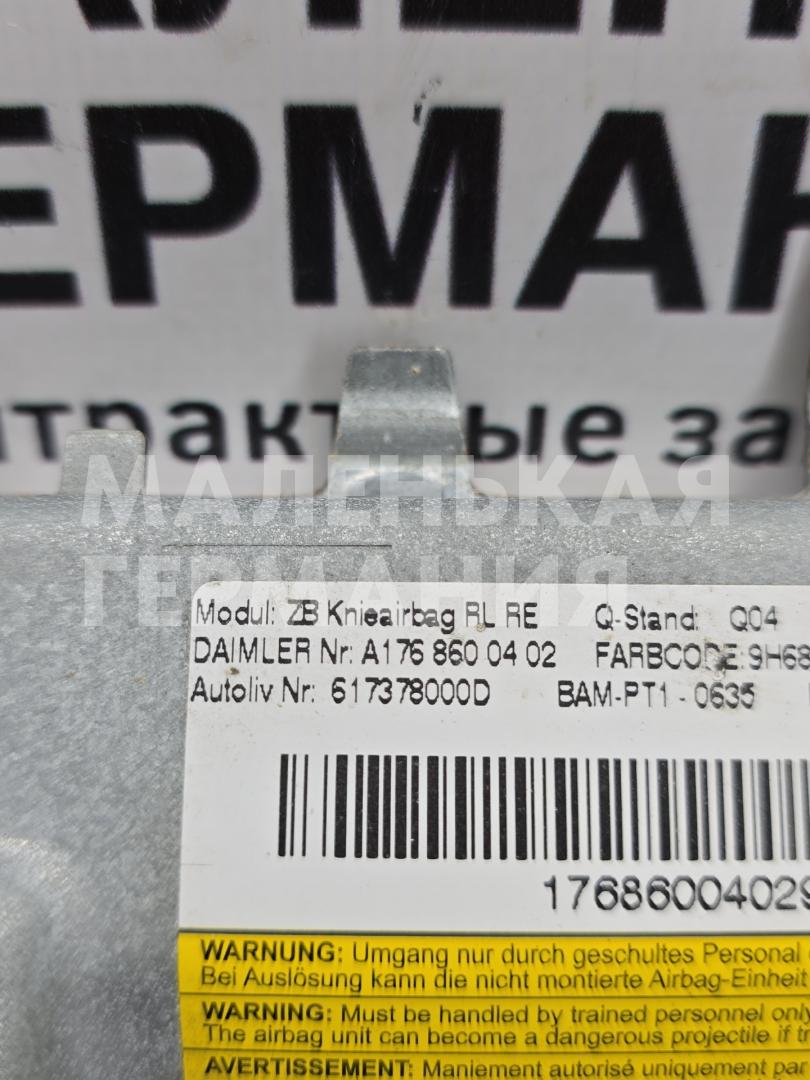 ЛЕН
ЕРМАН
нтрактные за
МАЛЕНЬКАЯ
ГЕРМАНИЯ
Modul: ZB Knieairbag RL RE Q-Stand: Q04
DAIMLER Nr: A176 860 04 02 FARBCODE: 9H68
Autoliv Nr: 617378000D BAM-PT1 - 0635
17686004029
WARNUNG: Umgang nur durch geschultes Personal
Bei Auslösung kann die nicht montierte Airbag-Einheit
WARNING: Must be handled by trained personnel only
The airbag unit can become a dangerous projectile if
AVERTISSEMENT: Maniement autorisé uniquement par